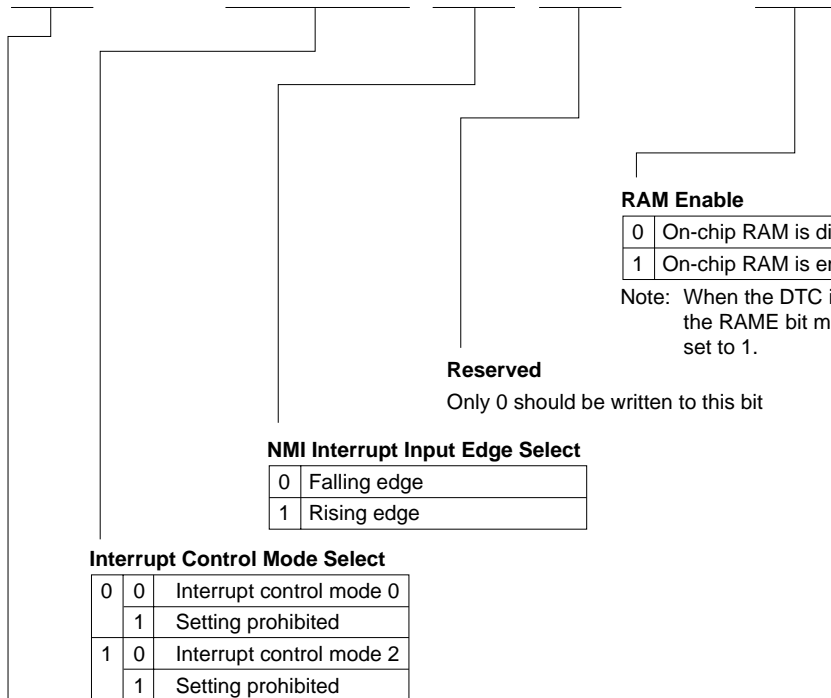 RAM Enable
0 On-chip RAM is
1 On-chip RAM is
Note: When the DTC
the RAME bit
set to 1.
Reserved
Only 0 should be written to this bit
NMI Interrupt Input Edge Select
0 Falling edge
1 Rising edge
Interrupt Control Mode Select
0 0 Interrupt control mode 0
1 Setting prohibited
1 0 Interrupt control mode 2
1 Setting prohibited